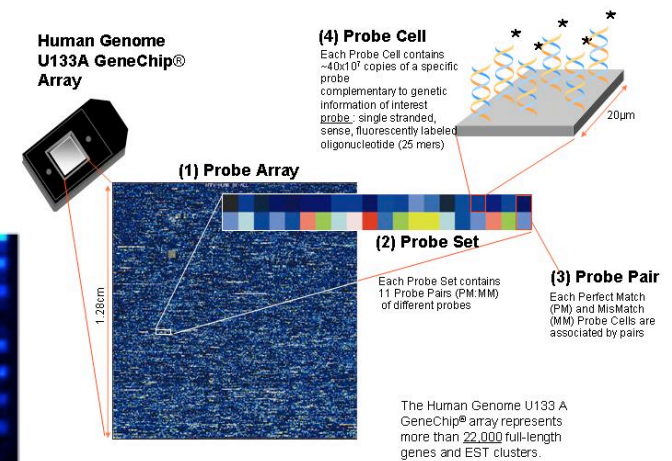 Human Genome
U133A GeneChip®
Array
(4) Probe Cell
Each Probe Cell contains
~40x10⁷ copies of a specific
probe
complementary to genetic
information of interest
probe : single stranded,
sense, fluorescently labeled
oligonucleotide (25 mers)
* * * * *
20µm
(1) Probe Array
1.28cm
(2) Probe Set
Each Probe Set contains
11 Probe Pairs (PM:MM)
of different probes
(3) Probe Pair
Each Perfect Match
(PM) and MisMatch
(MM) Probe Cells are
associated by pairs
The Human Genome U133 A
GeneChip® array represents
more than 22,000 full-length
genes and EST clusters.